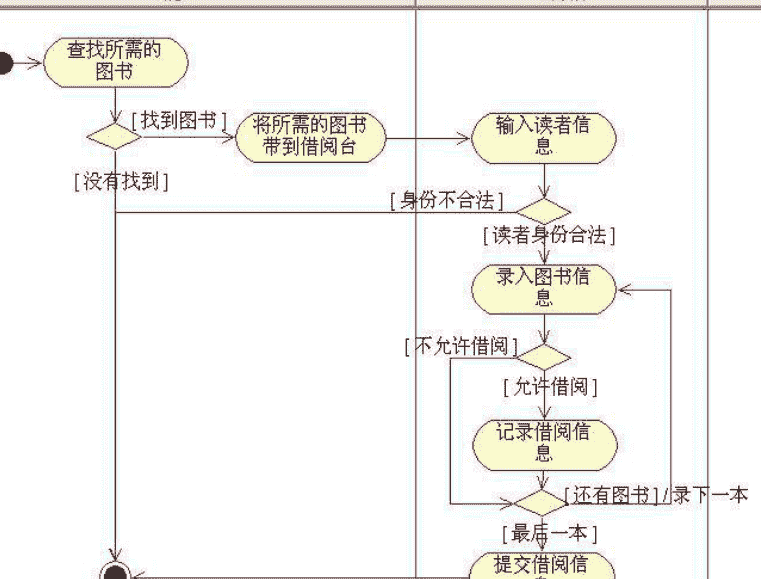 查找所需的
图书
[找到图书]
将所需的图书
带到借阅台
输入读者信
息
[没有找到]
[身份不合法]
[读者身份合法]
录入图书信
息
[不允许借阅]
[允许借阅]
记录借阅信
息
[还有图书]/录下一本
[最后一本]
提交借阅信